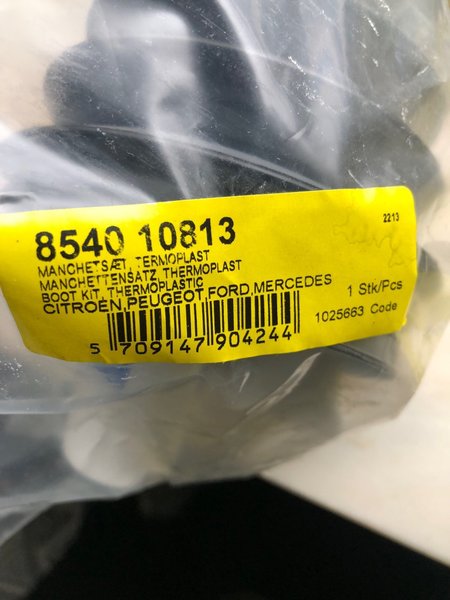 2213
8540 10813
MANCHETSÆT, TERMOPLAST
MANCHETTENSATZ, THERMOPLAST
BOOT KIT, THERMOPLASTIC
CITROËN,PEUGEOT,FORD,MERCEDES
1 Stk/Pcs
1025663 Code
5 709147 904244